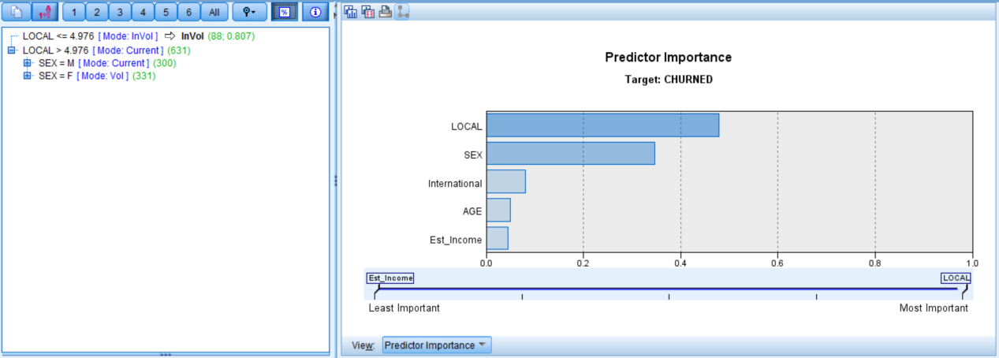 1 2 3 4 5 6 All %
LOCAL <= 4.976 [ Mode: InVol ] ⇨ InVol (88; 0.807)
LOCAL > 4.976 [ Mode: Current ] (631)
SEX = M [ Mode: Current ] (300)
SEX = F [ Mode: Vol ] (331)
Predictor Importance
Target: CHURNED
LOCAL
SEX
International
AGE
Est_Income
0.0 0.2 0.4 0.6 0.8 1.0
Est_Income LOCAL
Least Important Most Important
View: Predictor Importance